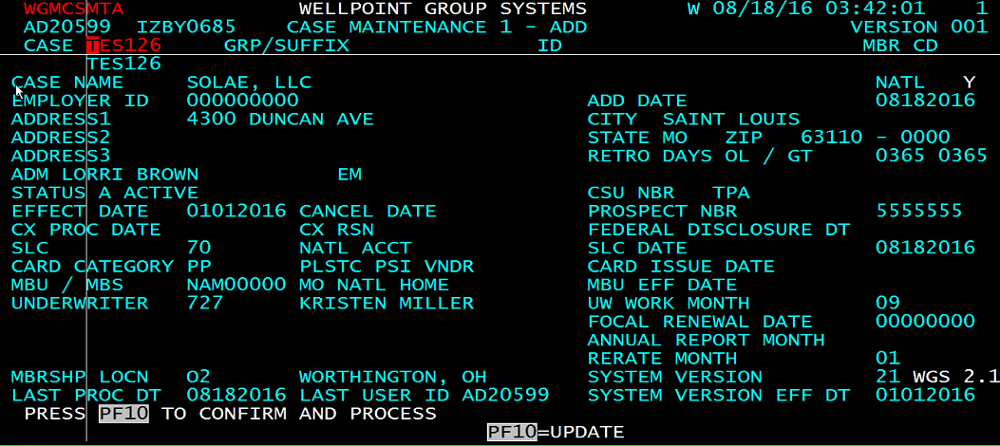 WGMCSMTA WELLPOINT GROUP SYSTEMS W 08/18/16 03:42:01 1
AD20599 IZBY0685 CASE MAINTENANCE 1 - ADD VERSION 001
CASE TES126 GRP/SUFFIX ID MBR CD
TES126
CASE NAME SOLAE, LLC NATL Y
EMPLOYER ID 000000000 ADD DATE 08182016
ADDRESS1 4300 DUNCAN AVE CITY SAINT LOUIS
ADDRESS2 STATE MO ZIP 63110 - 0000
ADDRESS3 RETRO DAYS OL / GT 0365 0365
ADM LORRI BROWN EM
STATUS A ACTIVE CSU NBR TPA
EFFECT DATE 01012016 CANCEL DATE PROSPECT NBR 5555555
CX PROC DATE CX RSN FEDERAL DISCLOSURE DT
SLC 70 NATL ACCT SLC DATE 08182016
CARD CATEGORY PP PLSTC PSI VNDR CARD ISSUE DATE
MBU / MBS NAM00000 MO NATL HOME MBU EFF DATE
UNDERWRITER 727 KRISTEN MILLER UW WORK MONTH 09
FOCAL RENEWAL DATE 00000000
ANNUAL REPORT MONTH
RERATE MONTH 01
MBRSHP LOCN O2 WORTHINGTON, OH SYSTEM VERSION 21 WGS 2.1
LAST PROC DT 08182016 LAST USER ID AD20599 SYSTEM VERSION EFF DT 01012016
PRESS PF10 TO CONFIRM AND PROCESS
PF10=UPDATE